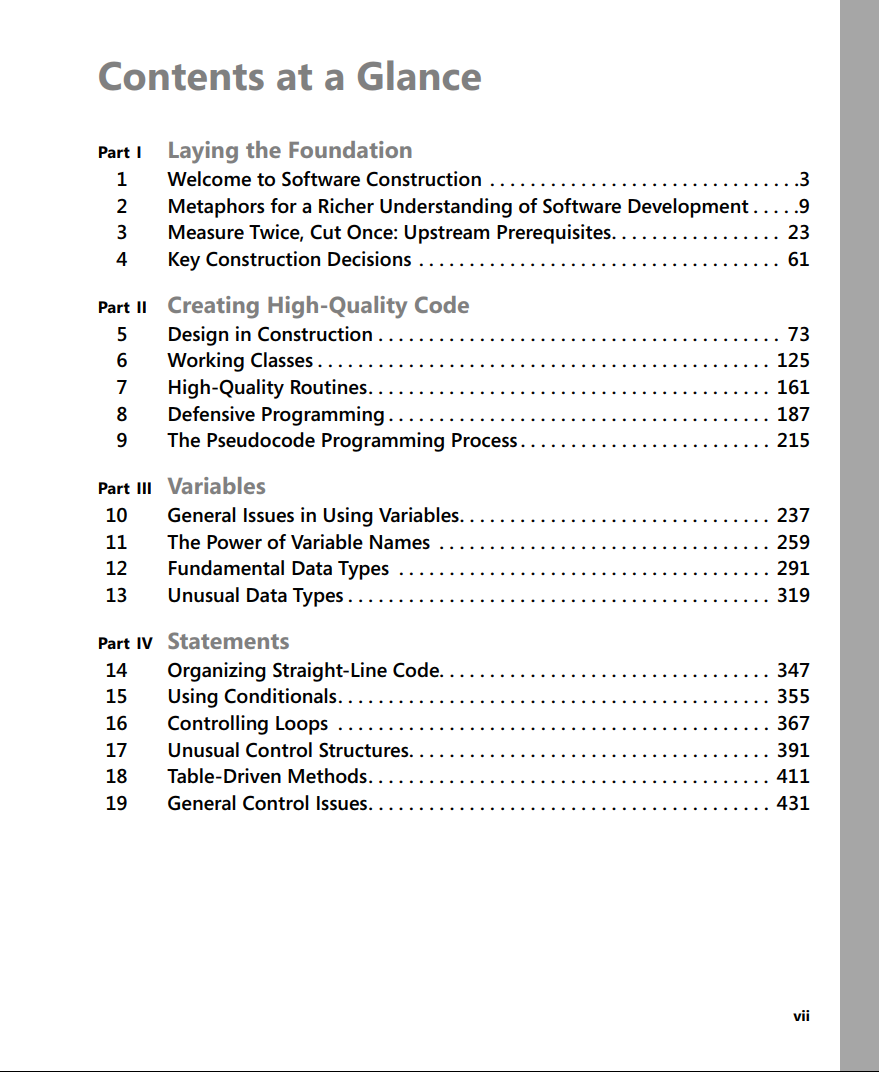 Contents at a Glance
Part I Laying the Foundation
1 Welcome to Software Construction . . . . . . . . . . . . . . . . . . . . . . . . . . . . . . .3
2 Metaphors for a Richer Understanding of Software Development . . . . .9
3 Measure Twice, Cut Once: Upstream Prerequisites. . . . . . . . . . . . . . . . . 23
4 Key Construction Decisions . . . . . . . . . . . . . . . . . . . . . . . . . . . . . . . . . . . . 61
Part II Creating High-Quality Code
5 Design in Construction . . . . . . . . . . . . . . . . . . . . . . . . . . . . . . . . . . . . . . . . 73
6 Working Classes . . . . . . . . . . . . . . . . . . . . . . . . . . . . . . . . . . . . . . . . . . . . . 125
7 High-Quality Routines. . . . . . . . . . . . . . . . . . . . . . . . . . . . . . . . . . . . . . . . 161
8 Defensive Programming . . . . . . . . . . . . . . . . . . . . . . . . . . . . . . . . . . . . . . 187
9 The Pseudocode Programming Process . . . . . . . . . . . . . . . . . . . . . . . . . 215
Part III Variables
10 General Issues in Using Variables. . . . . . . . . . . . . . . . . . . . . . . . . . . . . . . 237
11 The Power of Variable Names . . . . . . . . . . . . . . . . . . . . . . . . . . . . . . . . . 259
12 Fundamental Data Types . . . . . . . . . . . . . . . . . . . . . . . . . . . . . . . . . . . . . 291
13 Unusual Data Types . . . . . . . . . . . . . . . . . . . . . . . . . . . . . . . . . . . . . . . . . . 319
Part IV Statements
14 Organizing Straight-Line Code. . . . . . . . . . . . . . . . . . . . . . . . . . . . . . . . . 347
15 Using Conditionals. . . . . . . . . . . . . . . . . . . . . . . . . . . . . . . . . . . . . . . . . . . 355
16 Controlling Loops . . . . . . . . . . . . . . . . . . . . . . . . . . . . . . . . . . . . . . . . . . . 367
17 Unusual Control Structures. . . . . . . . . . . . . . . . . . . . . . . . . . . . . . . . . . . . 391
18 Table-Driven Methods. . . . . . . . . . . . . . . . . . . . . . . . . . . . . . . . . . . . . . . . 411
19 General Control Issues. . . . . . . . . . . . . . . . . . . . . . . . . . . . . . . . . . . . . . . . 431
vii